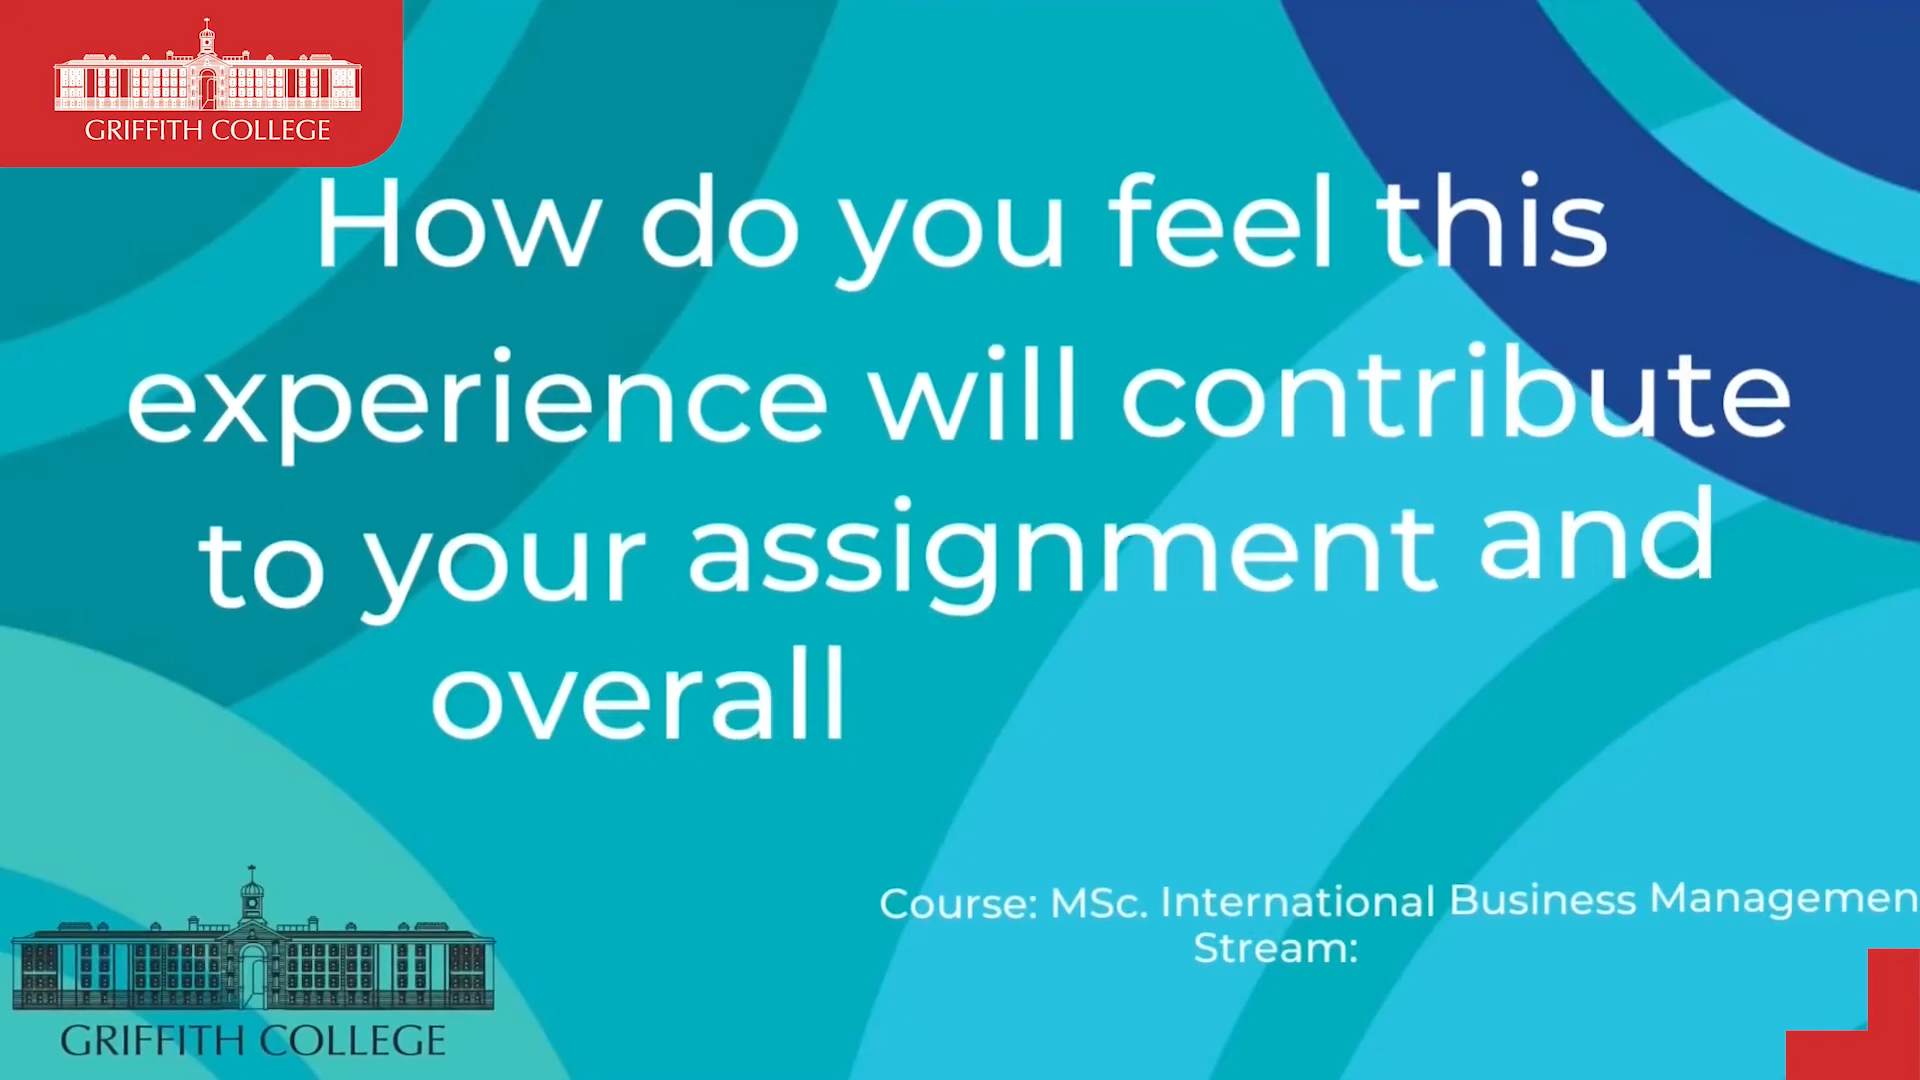 GRIFFITH COLLEGE
How do you feel this
experience will contribute
to your assignment and
overall
Course: MSc. International Business Managemen
Stream:
GRIFFITH COLLEGE